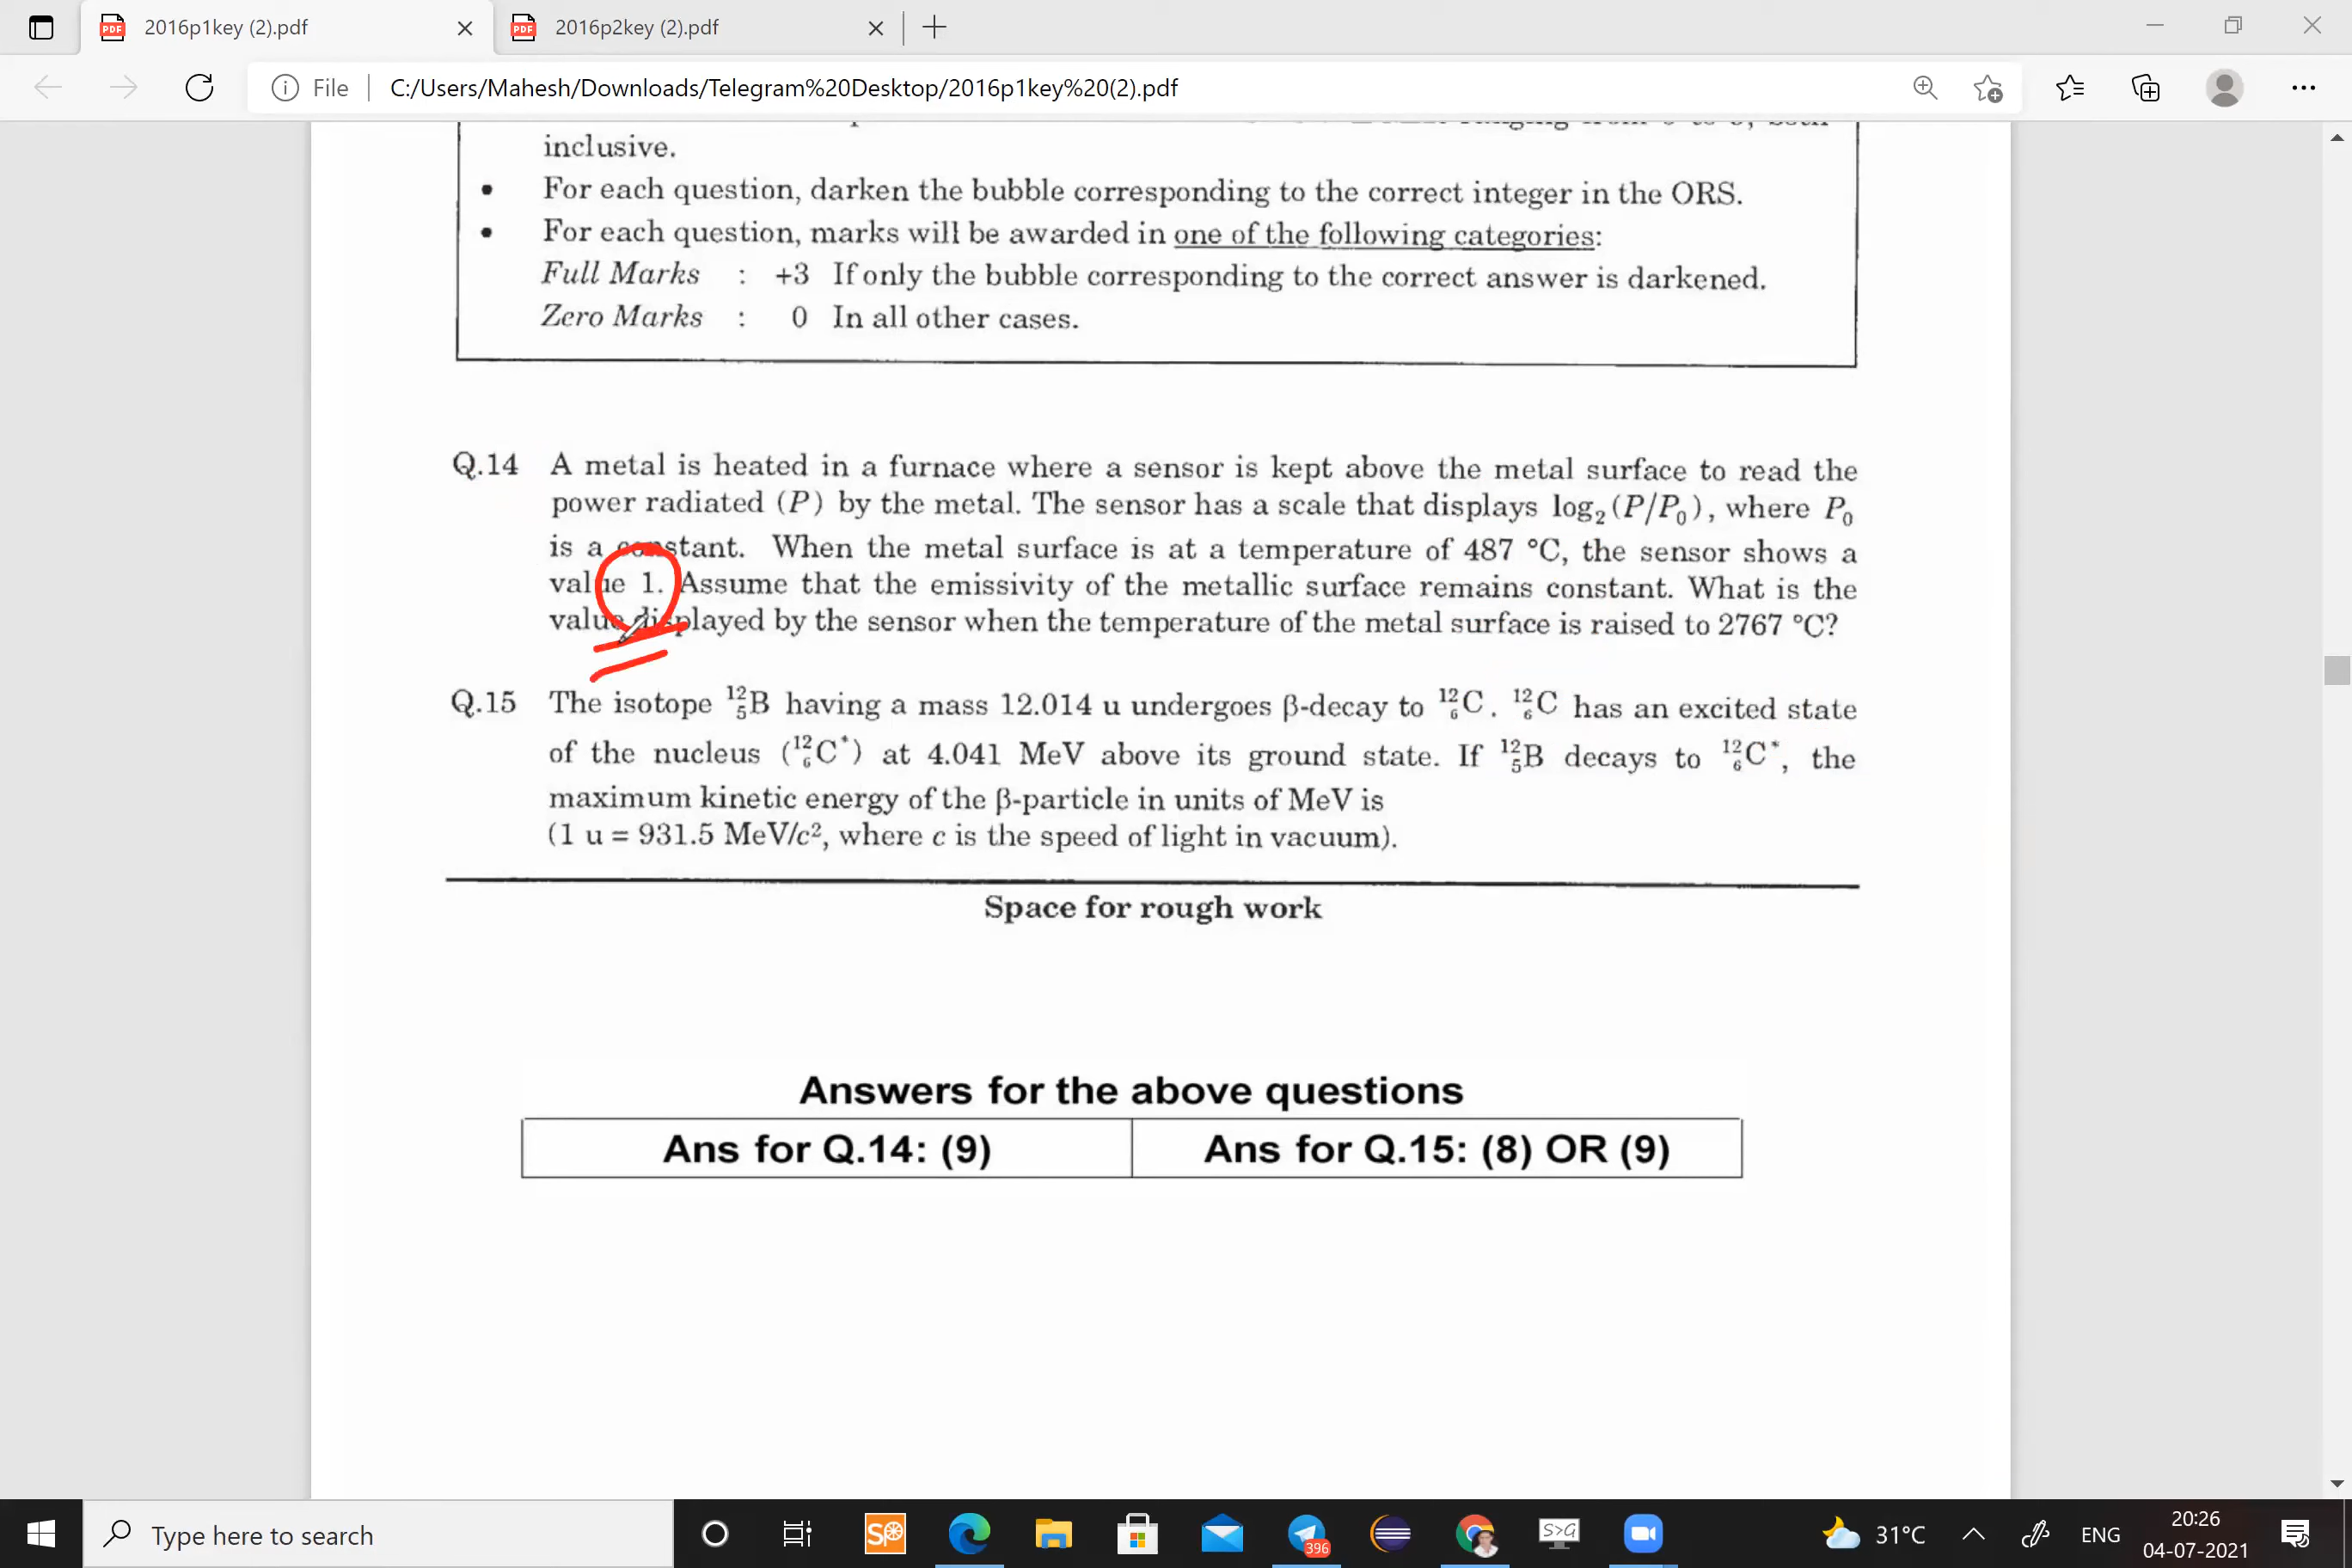 2016p1key (2).pdf
2016p2key (2).pdf
File
C:/Users/Mahesh/Downloads/Telegram%20Desktop/2016p1key%20(2).pdf
inclusive.
• For each question, darken the bubble corresponding to the correct integer in the ORS.
• For each question, marks will be awarded in one of the following categories:
Full Marks : +3 If only the bubble corresponding to the correct answer is darkened.
Zero Marks : 0 In all other cases.
Q.14 A metal is heated in a furnace where a sensor is kept above the metal surface to read the
power radiated (P) by the metal. The sensor has a scale that displays log₂(P/P₀), where P₀
is a constant. When the metal surface is at a temperature of 487 °C, the sensor shows a
value 1. Assume that the emissivity of the metallic surface remains constant. What is the
value displayed by the sensor when the temperature of the metal surface is raised to 2767 °C?
Q.15 The isotope ¹²₅B having a mass 12.014 u undergoes β-decay to ¹²₆C. ¹²₆C has an excited state
of the nucleus (¹²₆C*) at 4.041 MeV above its ground state. If ¹²₅B decays to ¹²₆C*, the
maximum kinetic energy of the β-particle in units of MeV is
(1 u = 931.5 MeV/c², where c is the speed of light in vacuum).
Space for rough work
Answers for the above questions
Ans for Q.14: (9) Ans for Q.15: (8) OR (9)
Type here to search
396
S>G
31°C
ENG
20:26
04-07-2021